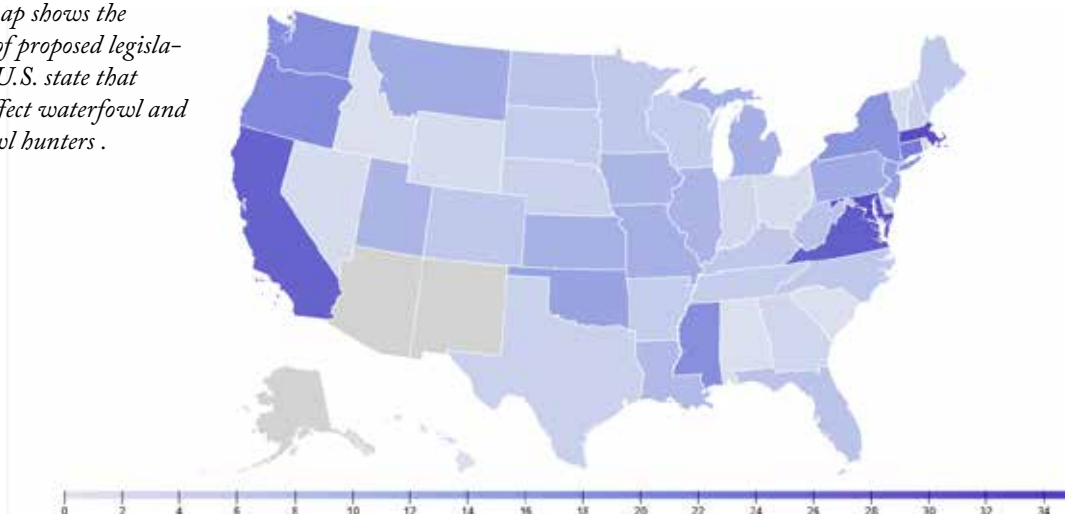 ap shows the
of proposed legisla-
U.S. state that
fect waterfowl and
wl hunters .
0 2 4 6 8 10 12 14 16 18 20 22 24 26 28 30 32 34